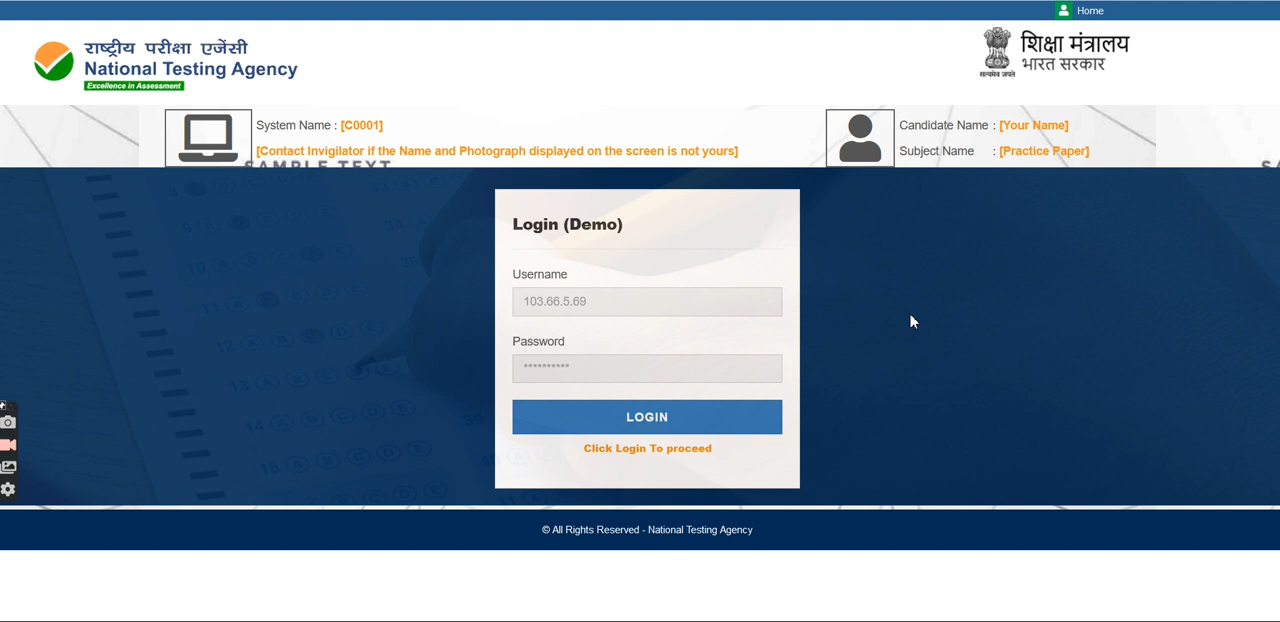 Home
राष्ट्रीय परीक्षा एजेंसी
National Testing Agency
Excellence in Assessment
शिक्षा मंत्रालय
भारत सरकार
सत्यमेव जयते
System Name : [C0001]
[Contact Invigilator if the Name and Photograph displayed on the screen is not yours]
Candidate Name : [Your Name]
Subject Name : [Practice Paper]
SAMPLE TEXT
Login (Demo)
Username
103.66.5.69
Password
**********
LOGIN
Click Login To proceed
© All Rights Reserved - National Testing Agency